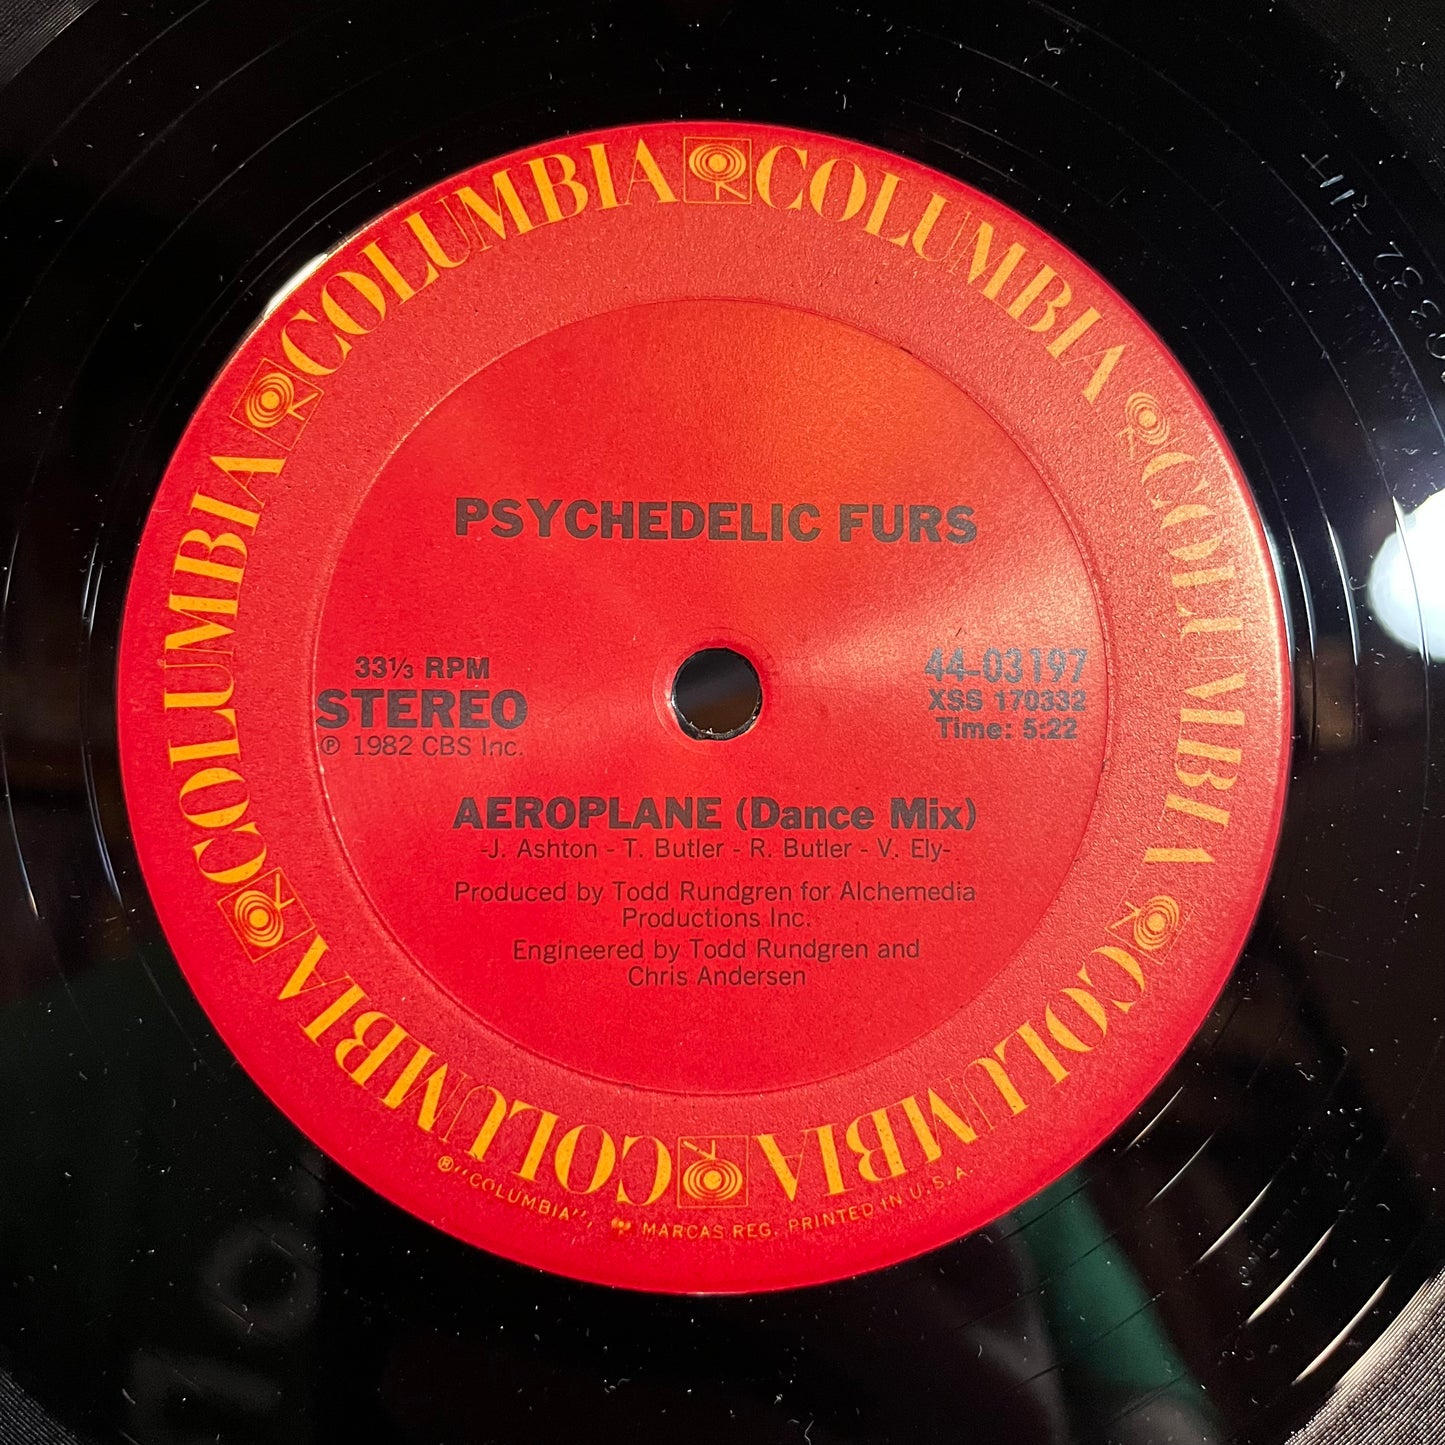 COLUMBIA COLUMBIA COLUMBIA COLUMBIA COLUMBIA COLUMBIA COLUMBIA COLUMBIA
PSYCHEDELIC FURS
33⅓ RPM
STEREO
℗ 1982 CBS Inc.
44-03197
XSS 170332
Time: 5:22
AEROPLANE (Dance Mix)
-J. Ashton - T. Butler - R. Butler - V. Ely-
Produced by Todd Rundgren for Alchemedia
Productions Inc.
Engineered by Todd Rundgren and
Chris Andersen
® "COLUMBIA", MARCAS REG. PRINTED IN U.S.A.